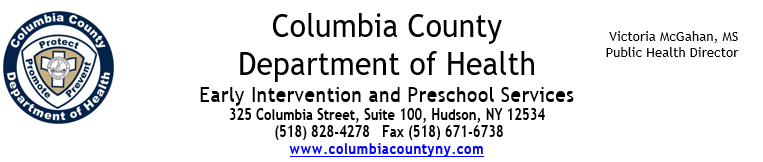 Columbia County
Department of Health
Protect
Promote
Prevent
Columbia County
Department of Health
Early Intervention and Preschool Services
325 Columbia Street, Suite 100, Hudson, NY 12534
(518) 828-4278 Fax (518) 671-6738
www.columbiacountyny.com
Victoria McGahan, MS
Public Health Director